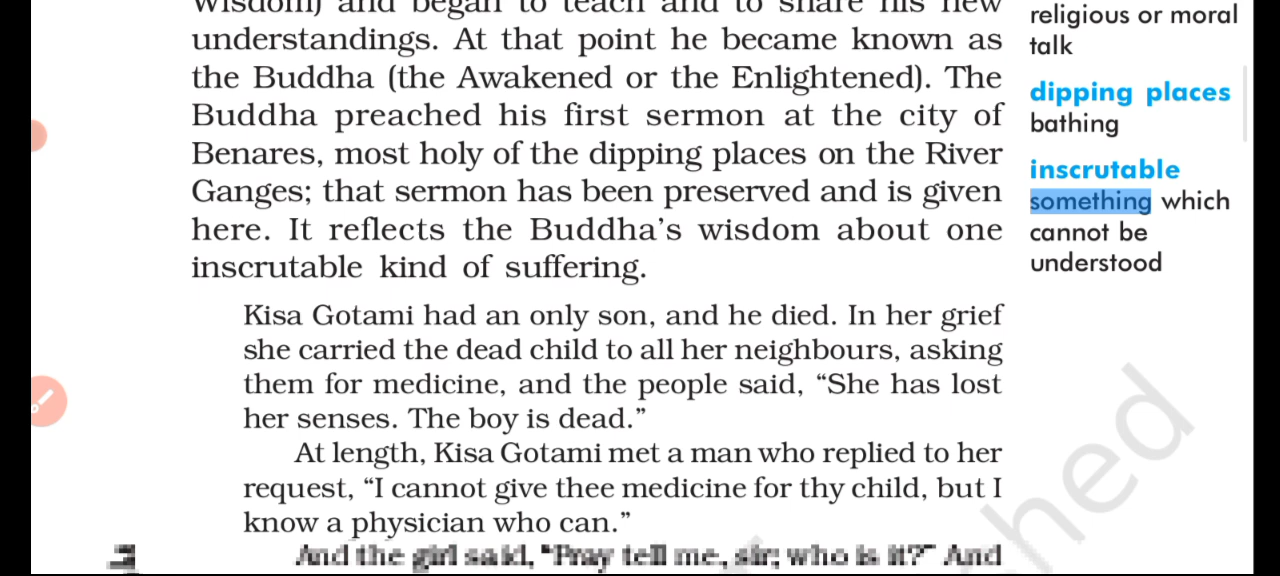 Wisdom) and began to teach and to share his new
understandings. At that point he became known as
the Buddha (the Awakened or the Enlightened). The
Buddha preached his first sermon at the city of
Benares, most holy of the dipping places on the River
Ganges; that sermon has been preserved and is given
here. It reflects the Buddha’s wisdom about one
inscrutable kind of suffering.
Kisa Gotami had an only son, and he died. In her grief
she carried the dead child to all her neighbours, asking
them for medicine, and the people said, “She has lost
her senses. The boy is dead.”
At length, Kisa Gotami met a man who replied to her
request, “I cannot give thee medicine for thy child, but I
know a physician who can.”
And the girl said, “Pray tell me, sir; who is it?” And
religious or moral
talk
dipping places
bathing
inscrutable
something which
cannot be
understood
hed